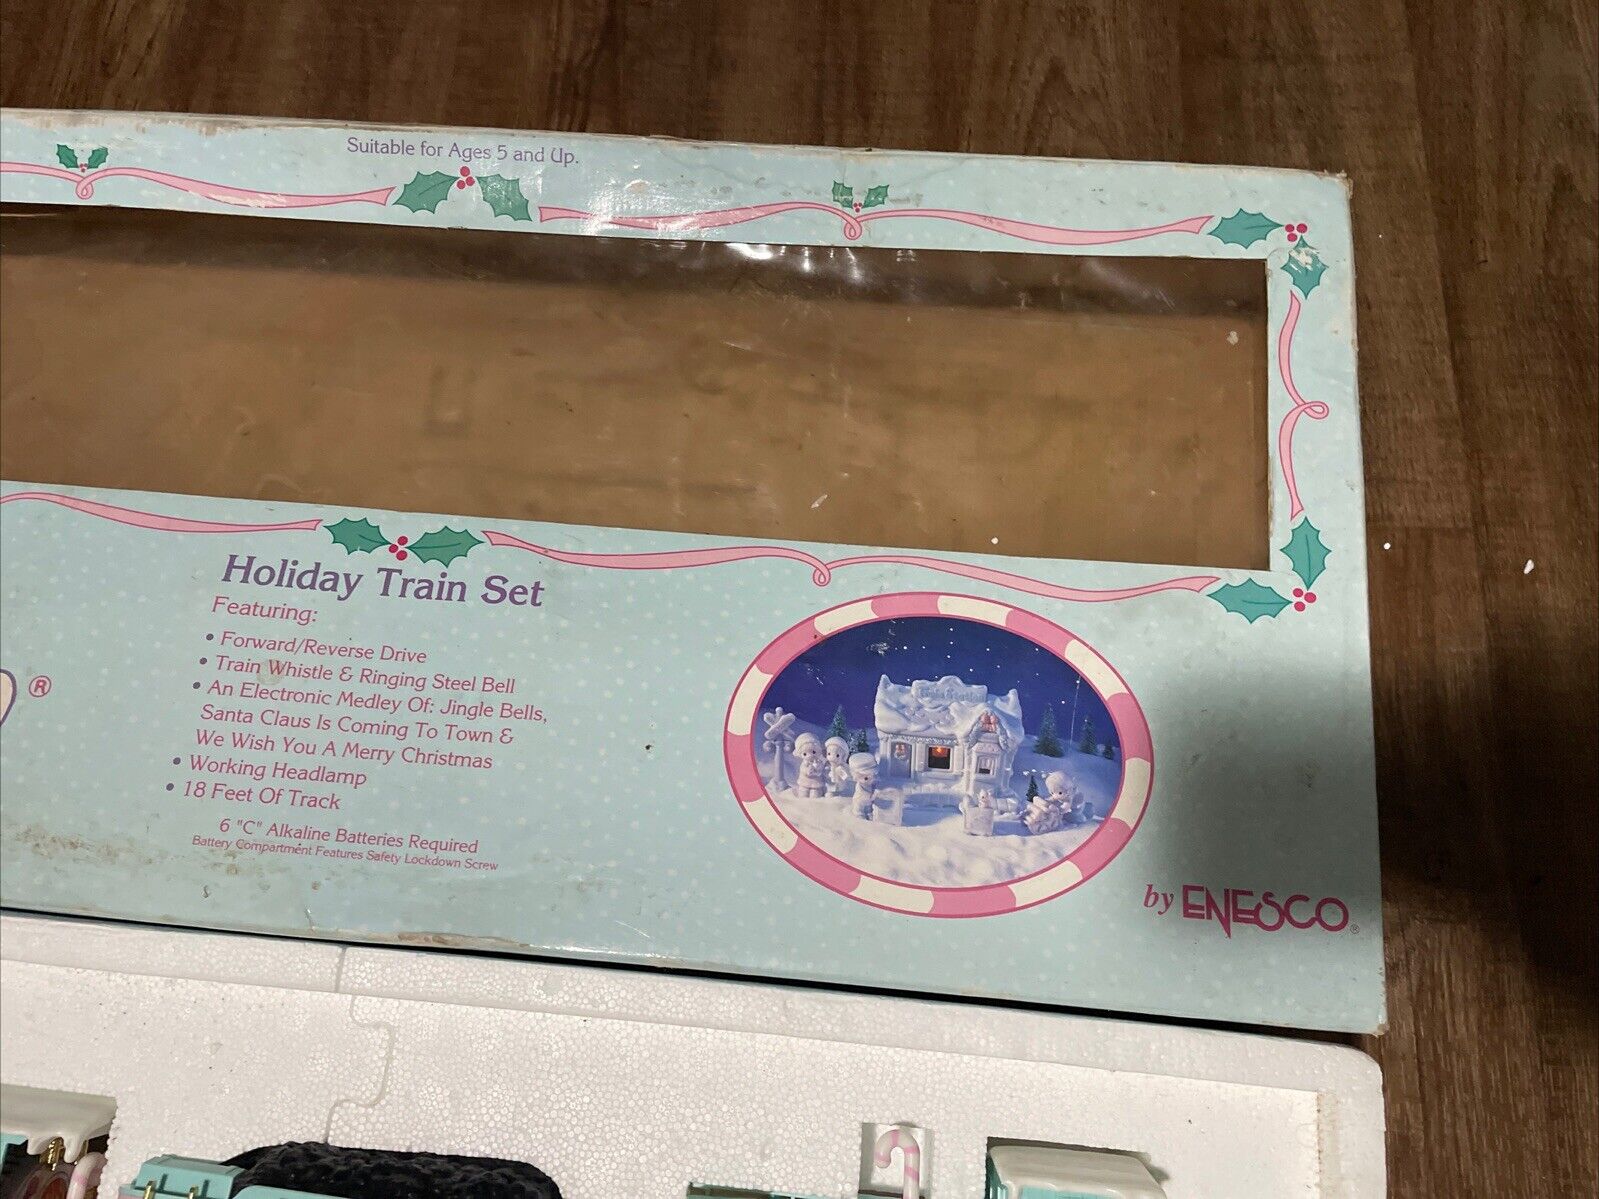 Suitable for Ages 5 and Up.
Holiday Train Set
Featuring:
• Forward/Reverse Drive
• Train Whistle & Ringing Steel Bell
• An Electronic Medley Of: Jingle Bells,
Santa Claus Is Coming To Town &
We Wish You A Merry Christmas
• Working Headlamp
• 18 Feet Of Track
6 "C" Alkaline Batteries Required
Battery Compartment Features Safety Lockdown Screw
®
by ENESCO®